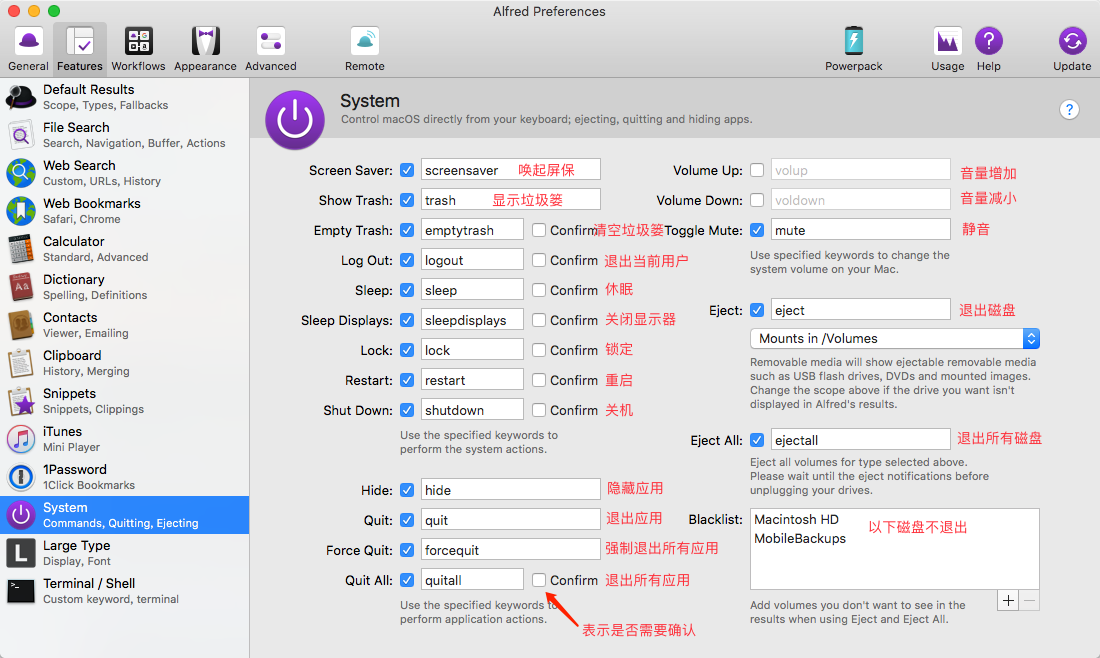 Alfred Preferences
General Features Workflows Appearance Advanced Remote Powerpack Usage Help Update
Default Results
Scope, Types, Fallbacks
File Search
Search, Navigation, Buffer, Actions
Web Search
Custom, URLs, History
Web Bookmarks
Safari, Chrome
Calculator
Standard, Advanced
Dictionary
Spelling, Definitions
Contacts
Viewer, Emailing
Clipboard
History, Merging
Snippets
Snippets, Clippings
iTunes
Mini Player
1Password
1Click Bookmarks
System
Commands, Quitting, Ejecting
Large Type
Display, Font
Terminal / Shell
Custom keyword, terminal
System
Control macOS directly from your keyboard; ejecting, quitting and hiding apps.
?
Screen Saver: screensaver 唤起屏保
Show Trash: trash 显示垃圾篓
Empty Trash: emptytrash Confirm 清空垃圾篓
Log Out: logout Confirm 退出当前用户
Sleep: sleep Confirm 休眠
Sleep Displays: sleepdisplays Confirm 关闭显示器
Lock: lock Confirm 锁定
Restart: restart Confirm 重启
Shut Down: shutdown Confirm 关机
Use the specified keywords to
perform the system actions.
Hide: hide 隐藏应用
Quit: quit 退出应用
Force Quit: forcequit 强制退出所有应用
Quit All: quitall Confirm 退出所有应用
Use the specified keywords to
perform application actions.
表示是否需要确认
Volume Up: volup 音量增加
Volume Down: voldown 音量减小
Toggle Mute: mute 静音
Use specified keywords to change the
system volume on your Mac.
Eject: eject 退出磁盘
Mounts in /Volumes
Removable media will show ejectable removable media
such as USB flash drives, DVDs and mounted images.
Change the scope above if the drive you want isn't
displayed in Alfred's results.
Eject All: ejectall 退出所有磁盘
Eject all volumes for type selected above.
Please wait until the eject notifications before
unplugging your drives.
Blacklist: Macintosh HD
MobileBackups
以下磁盘不退出
Add volumes you don't want to see in the
results when using Eject and Eject All.